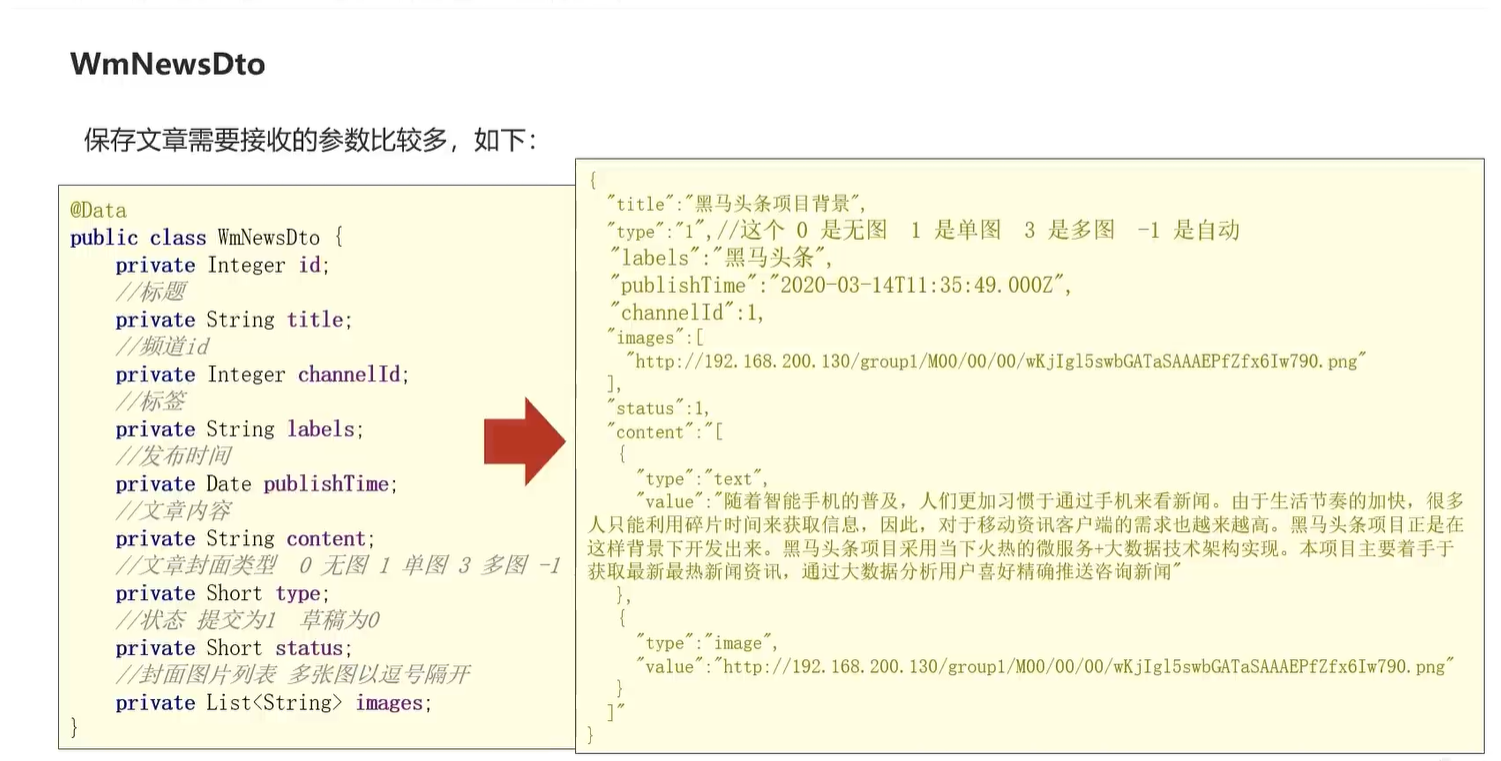 WmNewsDto
保存文章需要接收的参数比较多，如下：
@Data
public class WmNewsDto {
    private Integer id;
    //标题
    private String title;
    //频道id
    private Integer channelId;
    //标签
    private String labels;
    //发布时间
    private Date publishTime;
    //文章内容
    private String content;
    //文章封面类型  0 无图 1 单图 3 多图 -1
    private Short type;
    //状态 提交为1  草稿为0
    private Short status;
    //封面图片列表 多张图以逗号隔开
    private List<String> images;
}
{
  "title":"黑马头条项目背景",
  "type":"1",//这个 0 是无图  1 是单图  3 是多图  -1 是自动
  "labels":"黑马头条",
  "publishTime":"2020-03-14T11:35:49.000Z",
  "channelId":1,
  "images":[
    "http://192.168.200.130/group1/M00/00/00/wKjIgl5swbGATaSAAAEPfZfx6Iw790.png"
  ],
  "status":1,
  "content":"[
   {
     "type":"text",
     "value":"随着智能手机的普及，人们更加习惯于通过手机来看新闻。由于生活节奏的加快，很多
人只能利用碎片时间来获取信息，因此，对于移动资讯客户端的需求也越来越高。黑马头条项目正是在
这样背景下开发出来。黑马头条项目采用当下火热的微服务+大数据技术架构实现。本项目主要着手于
获取最新最热新闻资讯，通过大数据分析用户喜好精确推送咨询新闻"
   },
   {
     "type":"image",
     "value":"http://192.168.200.130/group1/M00/00/00/wKjIgl5swbGATaSAAAEPfZfx6Iw790.png"
   }
  ]"
}